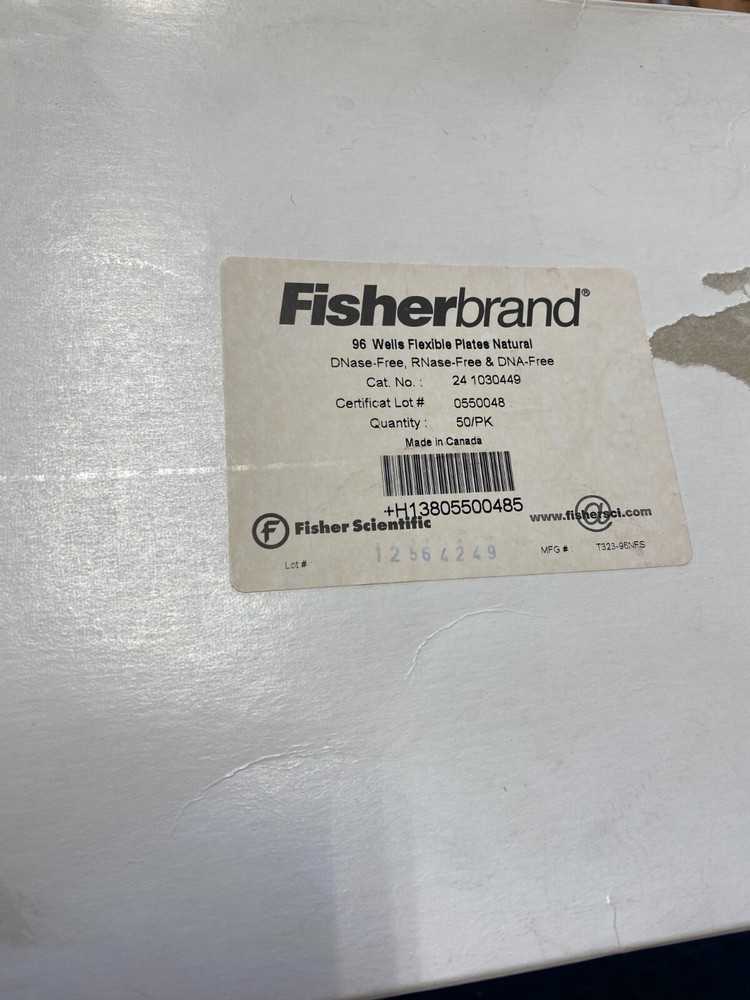 Fisherbrand®
96 Wells Flexible Plates Natural
DNase-Free, RNase-Free & DNA-Free
Cat. No. : 24 1030449
Certificat Lot # 0550048
Quantity : 50/PK
Made in Canada
+H13805500485
f Fisher Scientific
www.fishersci.com
@
Lot # 12564249
MFG # T323-96NFS